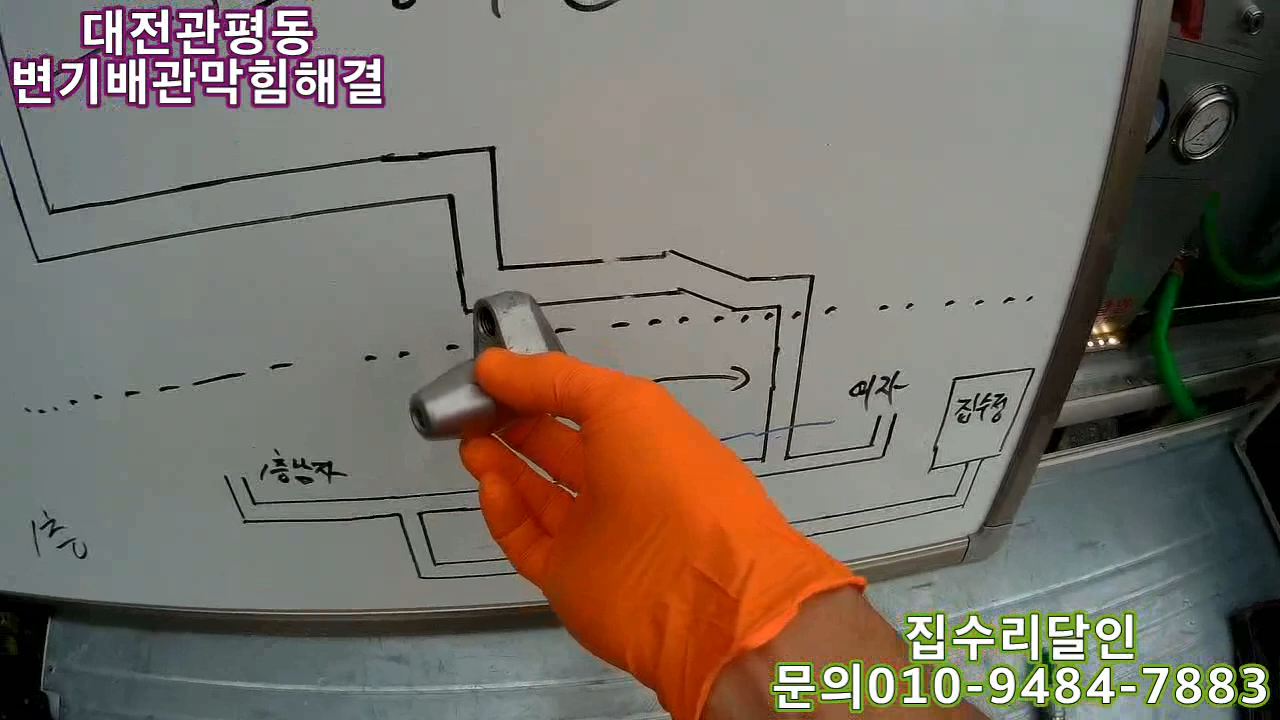 대전관평동
변기배관막힘해결
여자
집수정
1층남자
1층
집수리달인
문의010-9484-7883